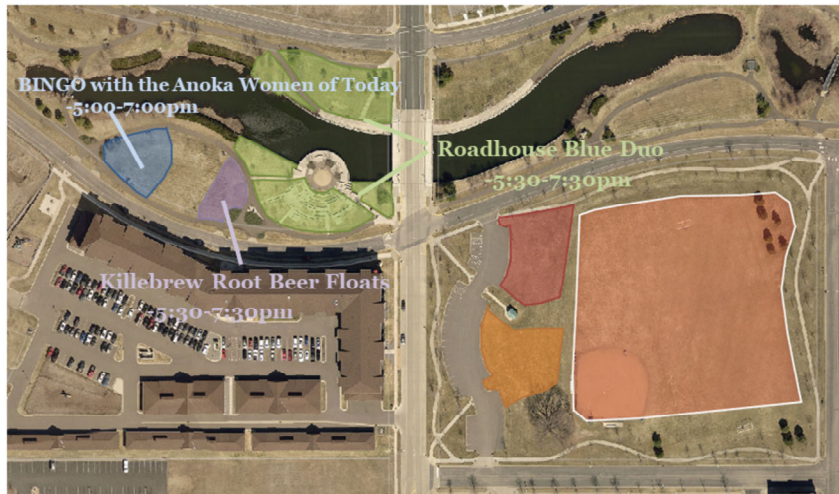 BINGO with the Anoka Women of Today
-5:00-7:00pm
Roadhouse Blue Duo
-5:30-7:30pm
Killebrew Root Beer Floats
-5:30-7:30pm